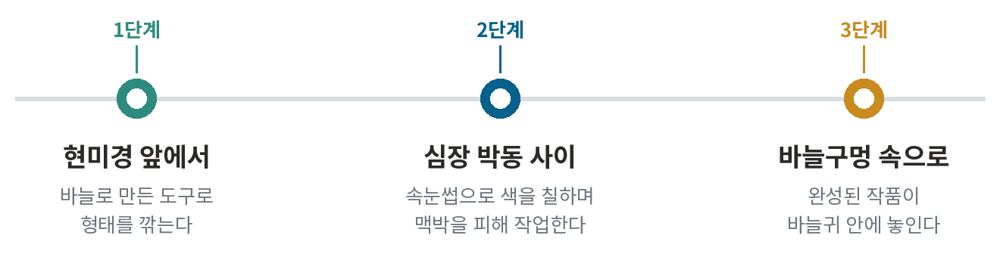 1단계
현미경 앞에서
바늘로 만든 도구로
형태를 깎는다
2단계
심장 박동 사이
속눈썹으로 색을 칠하며
맥박을 피해 작업한다
3단계
바늘구멍 속으로
완성된 작품이
바늘귀 안에 놓인다